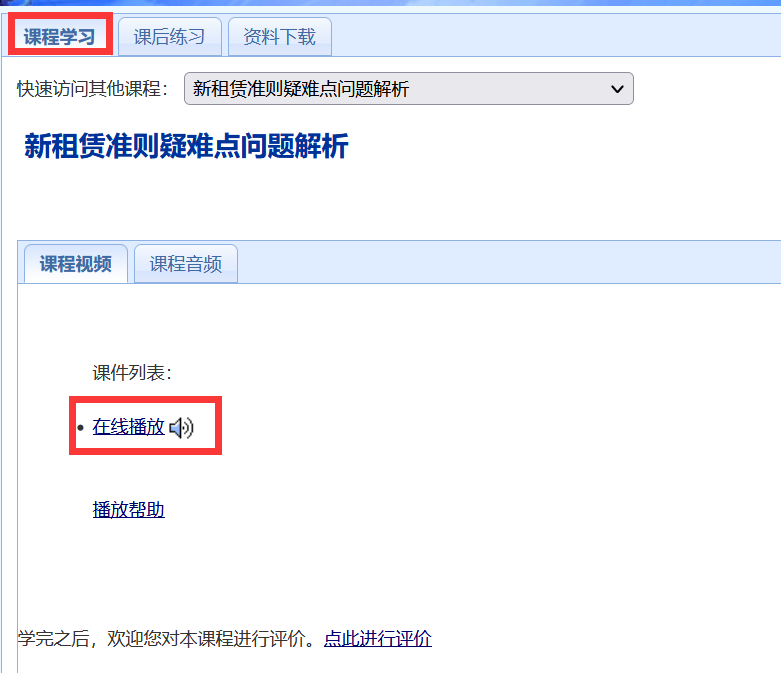 课程学习 课后练习 资料下载
快速访问其他课程： 新租赁准则疑难点问题解析
新租赁准则疑难点问题解析
课程视频 课程音频
课件列表：
• 在线播放
播放帮助
学完之后，欢迎您对本课程进行评价。点此进行评价